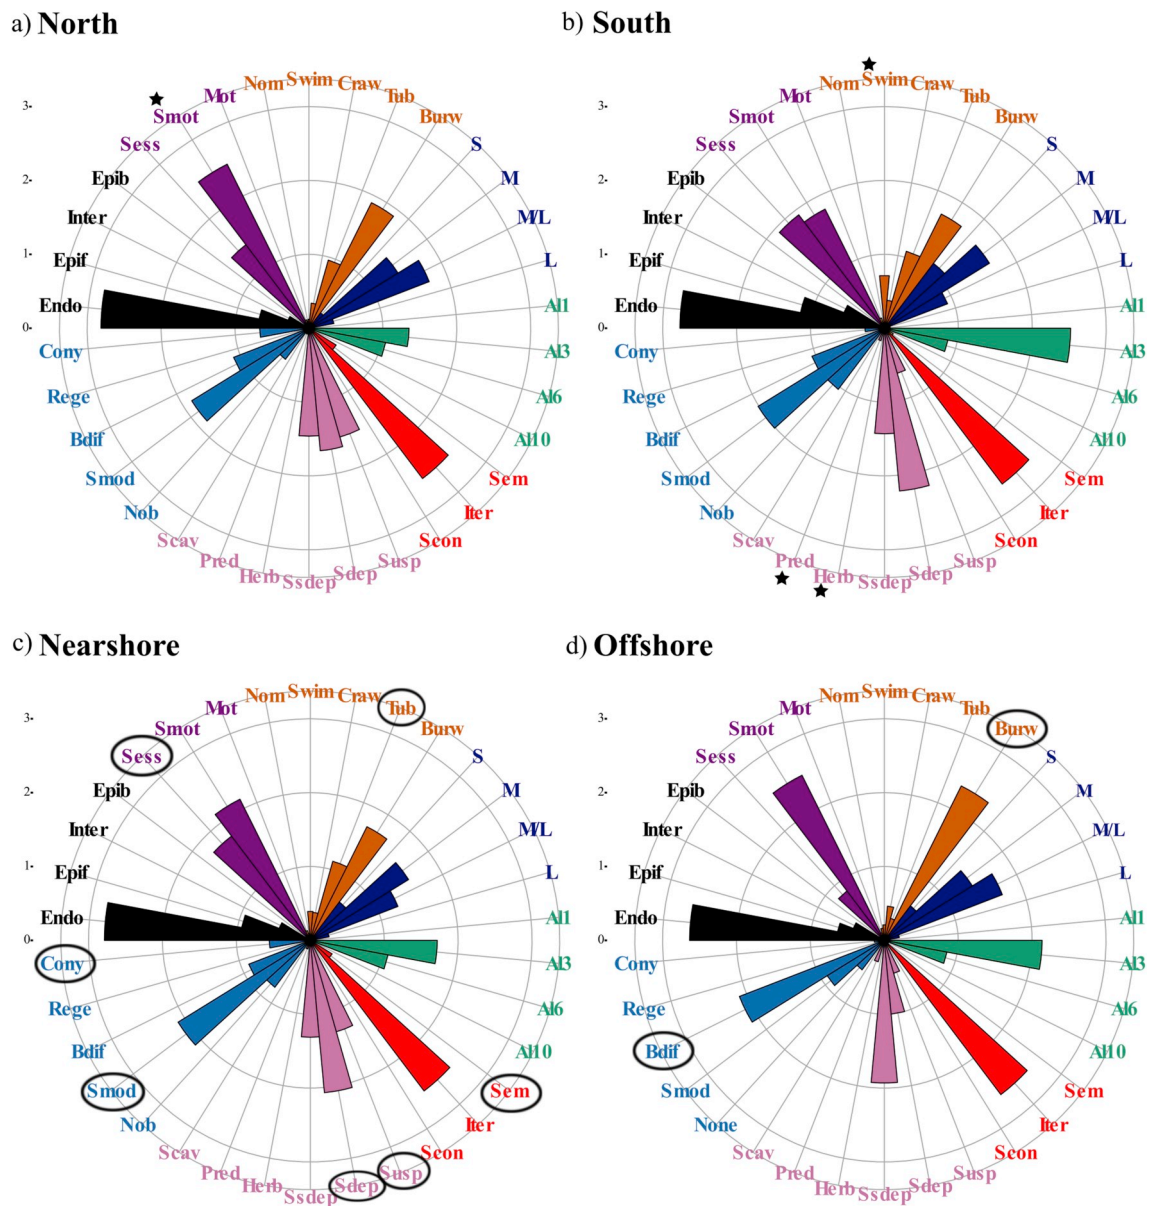 a) North
Nom
Swim
Craw
Tub
Burw
S
M
M/L
L
Al1
Al3
Al6
Al10
Sem
Iter
Scon
Susp
Sdep
Ssdep
Herb
Pred
Scav
Nob
Smod
Bdif
Rege
Cony
Endo
Epif
Inter
Epib
Sess
Smot
Mot
3
2
1
0
b) South
Nom
Swim
Craw
Tub
Burw
S
M
M/L
L
Al1
Al3
Al6
Al10
Sem
Iter
Scon
Susp
Sdep
Ssdep
Herb
Pred
Scav
Nob
Smod
Bdif
Rege
Cony
Endo
Epif
Inter
Epib
Sess
Smot
Mot
3
2
1
0
c) Nearshore
Nom
Swim
Craw
Tub
Burw
S
M
M/L
L
Al1
Al3
Al6
Al10
Sem
Iter
Scon
Susp
Sdep
Ssdep
Herb
Pred
Scav
Nob
Smod
Bdif
Rege
Cony
Endo
Epif
Inter
Epib
Sess
Smot
Mot
3
2
1
0
d) Offshore
Nom
Swim
Craw
Tub
Burw
S
M
M/L
L
Al1
Al3
Al6
Al10
Sem
Iter
Scon
Susp
Sdep
Ssdep
Herb
Pred
Scav
None
Smod
Bdif
Rege
Cony
Endo
Epif
Inter
Epib
Sess
Smot
Mot
3
2
1
0